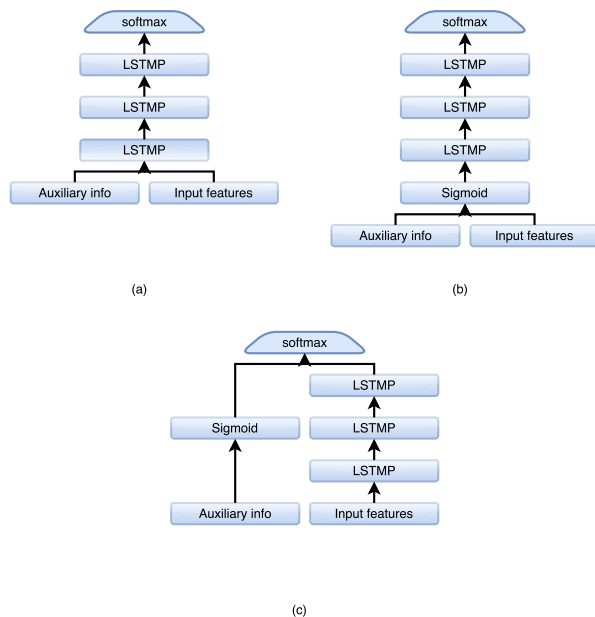 softmax
LSTMP
LSTMP
LSTMP
Auxiliary info
Input features
(a)
softmax
LSTMP
LSTMP
LSTMP
Sigmoid
Auxiliary info
Input features
(b)
softmax
LSTMP
Sigmoid
LSTMP
LSTMP
Auxiliary info
Input features
(c)